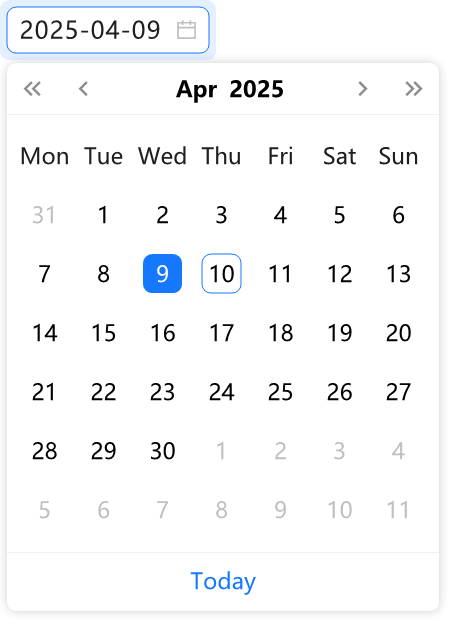 2025-04-09
Apr 2025
Mon Tue Wed Thu Fri Sat Sun
31 1 2 3 4 5 6
7 8 9 10 11 12 13
14 15 16 17 18 19 20
21 22 23 24 25 26 27
28 29 30 1 2 3 4
5 6 7 8 9 10 11
Today